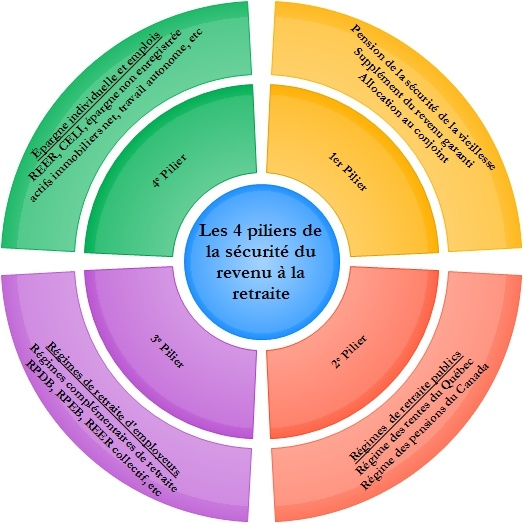 Les 4 piliers de
la sécurité du
revenu à la
retraite
1er Pilier
Pension de la sécurité de la vieillesse
Supplément du revenu garanti
Allocation au conjoint
2e Pilier
Régimes de retraite publics
Régime des rentes du Québec
Régime des pensions du Canada
3e Pilier
Régimes de retraite d'employeurs
Régimes complémentaires de retraite
RPDB, RPEB, REER collectif, etc
4e Pilier
Epargne individuelle et emplois
REER, CELI, épargne non enregistrée
actifs immobiliers net, travail autonome, etc